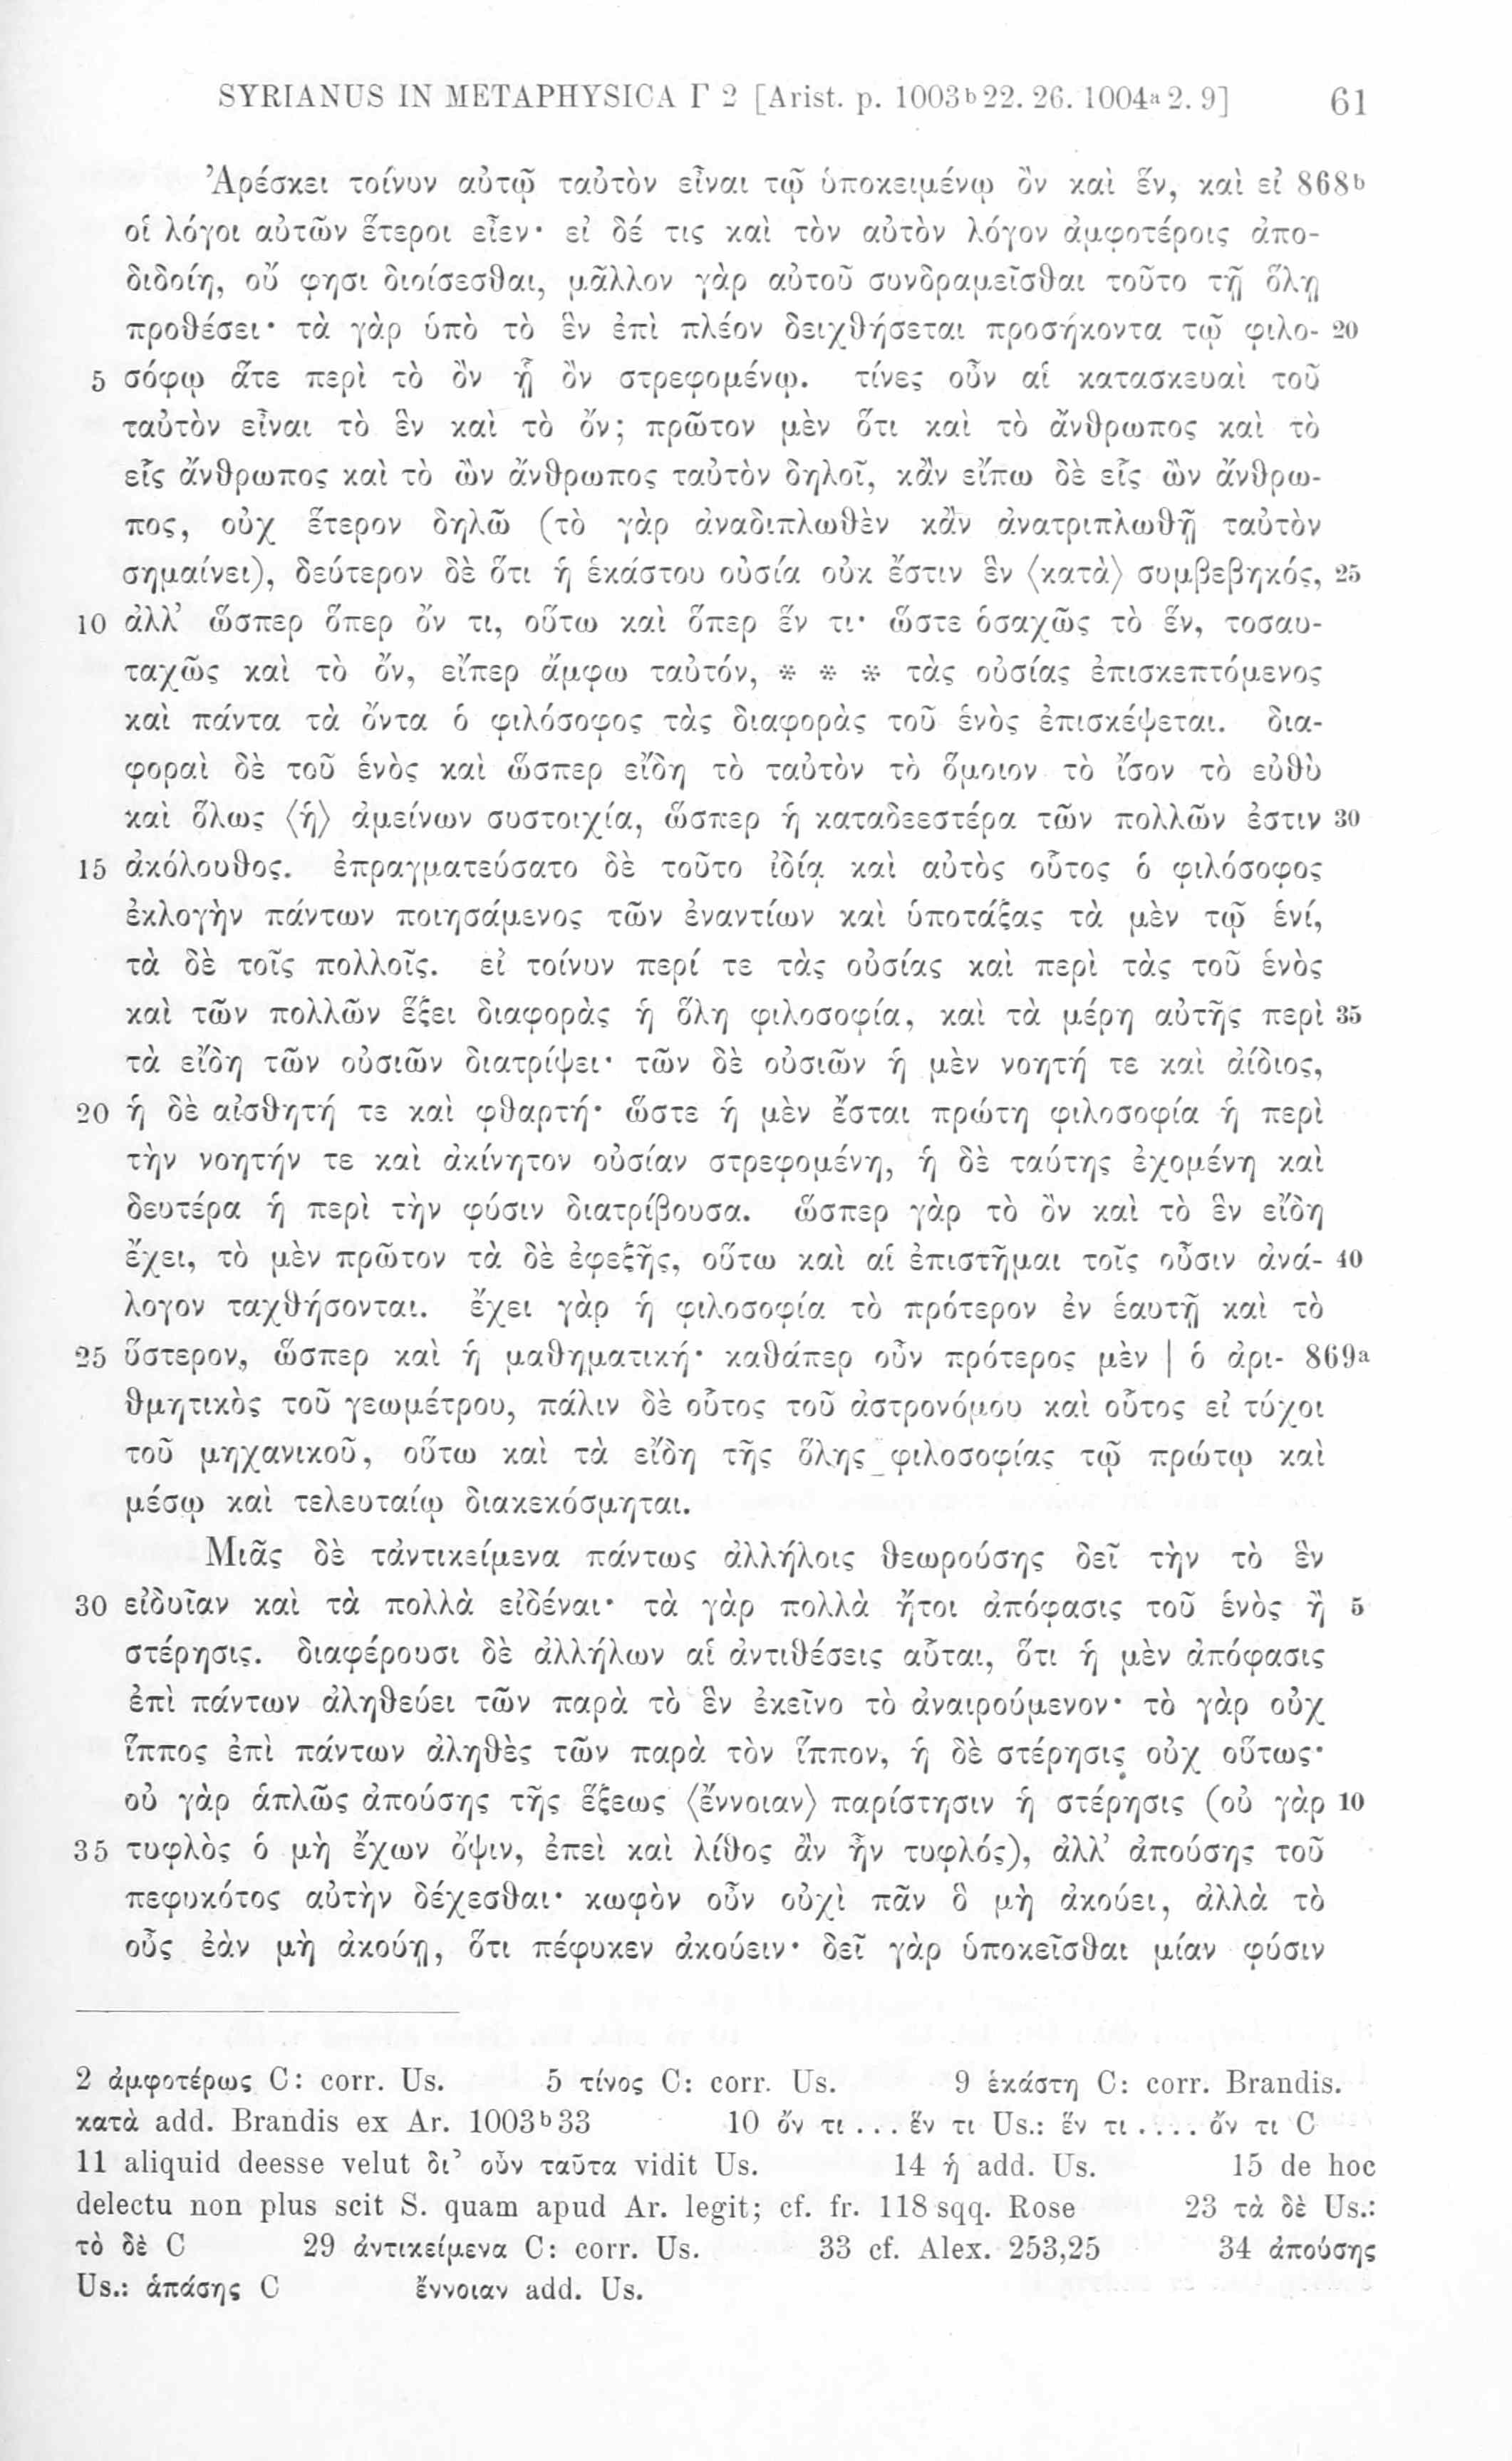 SYRIANUS IN METAPHYSICA Γ 2 [Arist. p. 1003ᵇ22. 26. 1004ᵃ2. 9] 61
Ἀρέσκει τοίνυν αὐτῷ ταὐτὸν εἶναι τῷ ὑποκειμένῳ ὂν καὶ ἕν, καὶ εἰ 868ᵇ
οἱ λόγοι αὐτῶν ἕτεροι εἶεν· εἰ δέ τις καὶ τὸν αὐτὸν λόγον ἀμφοτέροις ἀπο-
διδοίη, οὔ φησι διοίσεσθαι, μᾶλλον γὰρ αὐτοῦ συνδραμεῖσθαι τοῦτο τῇ ὅλῃ
προθέσει· τὰ γὰρ ὑπὸ τὸ ἓν ἐπὶ πλέον δειχθήσεται προσήκοντα τῷ φιλο- 20
5 σόφῳ ἅτε περὶ τὸ ὂν ᾗ ὂν στρεφομένῳ. τίνες οὖν αἱ κατασκευαὶ τοῦ
ταὐτὸν εἶναι τὸ ἓν καὶ τὸ ὄν; πρῶτον μὲν ὅτι καὶ τὸ ἄνθρωπος καὶ τὸ
εἷς ἄνθρωπος καὶ τὸ ὢν ἄνθρωπος ταὐτὸν δηλοῖ, κἂν εἴπω δὲ εἷς ὢν ἄνθρω-
πος, οὐχ ἕτερον δηλῶ (τὸ γὰρ ἀναδιπλωθὲν κἂν ἀνατριπλωθῇ ταὐτὸν
σημαίνει), δεύτερον δὲ ὅτι ἡ ἑκάστου οὐσία οὐκ ἔστιν ἓν ⟨κατὰ⟩ συμβεβηκός, 25
10 ἀλλ’ ὥσπερ ὅπερ ὄν τι, οὕτω καὶ ὅπερ ἕν τι· ὥστε ὁσαχῶς τὸ ἕν, τοσαυ-
ταχῶς καὶ τὸ ὄν, εἴπερ ἄμφω ταὐτόν, * * * τὰς οὐσίας ἐπισκεπτόμενος
καὶ πάντα τὰ ὄντα ὁ φιλόσοφος τὰς διαφορὰς τοῦ ἑνὸς ἐπισκέψεται. δια-
φοραὶ δὲ τοῦ ἑνὸς καὶ ὥσπερ εἴδη τὸ ταὐτὸν τὸ ὅμοιον τὸ ἴσον τὸ εὐθὺ
καὶ ὅλως ⟨ἡ⟩ ἀμείνων συστοιχία, ὥσπερ ἡ καταδεεστέρα τῶν πολλῶν ἐστιν 30
15 ἀκόλουθος. ἐπραγματεύσατο δὲ τοῦτο ἰδίᾳ καὶ αὐτὸς οὗτος ὁ φιλόσοφος
ἐκλογὴν πάντων ποιησάμενος τῶν ἐναντίων καὶ ὑποτάξας τὰ μὲν τῷ ἑνί,
τὰ δὲ τοῖς πολλοῖς. εἰ τοίνυν περί τε τὰς οὐσίας καὶ περὶ τὰς τοῦ ἑνὸς
καὶ τῶν πολλῶν ἕξει διαφορὰς ἡ ὅλη φιλοσοφία, καὶ τὰ μέρη αὐτῆς περὶ 35
τὰ εἴδη τῶν οὐσιῶν διατρίψει· τῶν δὲ οὐσιῶν ἡ μὲν νοητή τε καὶ ἀίδιος,
20 ἡ δὲ αἰσθητή τε καὶ φθαρτή· ὥστε ἡ μὲν ἔσται πρώτη φιλοσοφία ἡ περὶ
τὴν νοητήν τε καὶ ἀκίνητον οὐσίαν στρεφομένη, ἡ δὲ ταύτης ἐχομένη καὶ
δευτέρα ἡ περὶ τὴν φύσιν διατρίβουσα. ὥσπερ γὰρ τὸ ὂν καὶ τὸ ἓν εἴδη
ἔχει, τὸ μὲν πρῶτον τὰ δὲ ἐφεξῆς, οὕτω καὶ αἱ ἐπιστῆμαι τοῖς οὖσιν ἀνά- 40
λογον ταχθήσονται. ἔχει γὰρ ἡ φιλοσοφία τὸ πρότερον ἐν ἑαυτῇ καὶ τὸ
25 ὕστερον, ὥσπερ καὶ ἡ μαθηματική· καθάπερ οὖν πρότερος μὲν | ὁ ἀρι- 869ᵃ
θμητικὸς τοῦ γεωμέτρου, πάλιν δὲ οὗτος τοῦ ἀστρονόμου καὶ οὗτος εἰ τύχοι
τοῦ μηχανικοῦ, οὕτω καὶ τὰ εἴδη τῆς ὅλης φιλοσοφίας τῷ πρώτῳ καὶ
μέσῳ καὶ τελευταίῳ διακεκόσμηται.
Μιᾶς δὲ τἀντικείμενα πάντως ἀλλήλοις θεωρούσης δεῖ τὴν τὸ ἓν
30 εἰδυῖαν καὶ τὰ πολλὰ εἰδέναι· τὰ γὰρ πολλὰ ἤτοι ἀπόφασις τοῦ ἑνὸς ἢ 5
στέρησις. διαφέρουσι δὲ ἀλλήλων αἱ ἀντιθέσεις αὗται, ὅτι ἡ μὲν ἀπόφασις
ἐπὶ πάντων ἀληθεύει τῶν παρὰ τὸ ἓν ἐκεῖνο τὸ ἀναιρούμενον· τὸ γὰρ οὐχ
ἵππος ἐπὶ πάντων ἀληθὲς τῶν παρὰ τὸν ἵππον, ἡ δὲ στέρησις οὐχ οὕτως·
οὐ γὰρ ἁπλῶς ἀπούσης τῆς ἕξεως ⟨ἔννοιαν⟩ παρίστησιν ἡ στέρησις (οὐ γὰρ 10
35 τυφλὸς ὁ μὴ ἔχων ὄψιν, ἐπεὶ καὶ λίθος ἂν ἦν τυφλός), ἀλλ’ ἀπούσης τοῦ
πεφυκότος αὐτὴν δέχεσθαι· κωφὸν οὖν οὐχὶ πᾶν ὃ μὴ ἀκούει, ἀλλὰ τὸ
οὖς ἐὰν μὴ ἀκούῃ, ὅτι πέφυκεν ἀκούειν· δεῖ γὰρ ὑποκεῖσθαι μίαν φύσιν
2 ἀμφοτέρως C: corr. Us. 5 τίνος C: corr. Us. 9 ἑκάστη C: corr. Brandis.
κατὰ add. Brandis ex Ar. 1003ᵇ33 10 ὄν τι ... ἕν τι Us.: ἕν τι .... ὄν τι C
11 aliquid deesse velut δι’ οὖν ταῦτα vidit Us. 14 ἡ add. Us. 15 de hoc
delectu non plus scit S. quam apud Ar. legit; cf. fr. 118 sqq. Rose 23 τὰ δὲ Us.:
τὸ δὲ C 29 ἀντικείμενα C: corr. Us. 33 cf. Alex. 253,25 34 ἀπούσης
Us.: ἁπάσης C ἔννοιαν add. Us.